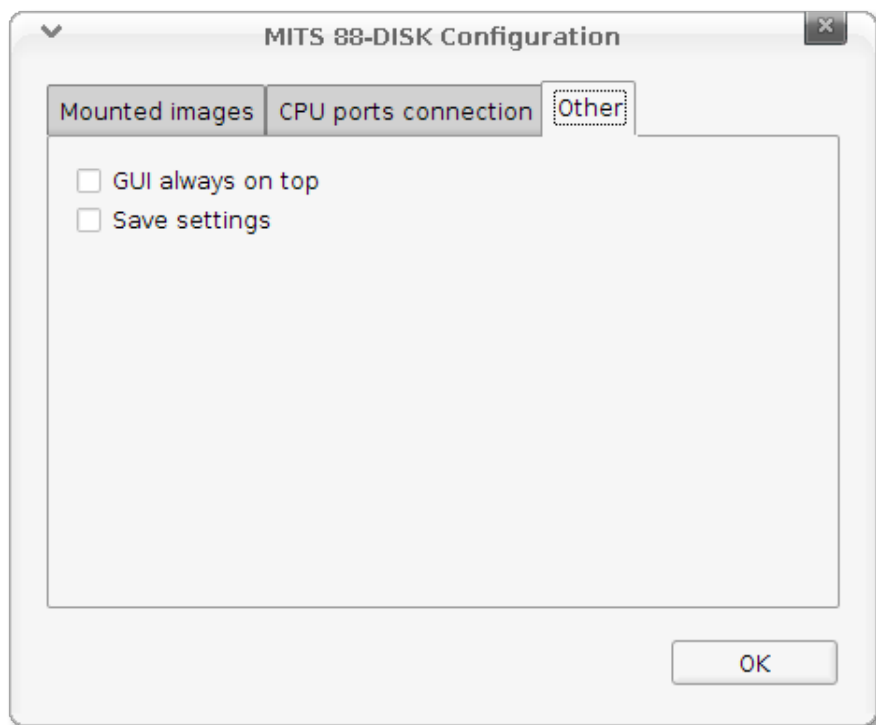 MITS 88-DISK Configuration
Mounted images CPU ports connection Other
GUI always on top
Save settings
OK